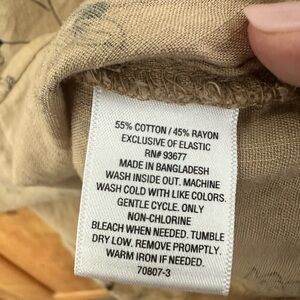 55% COTTON / 45% RAYON
EXCLUSIVE OF ELASTIC
RN# 93677
MADE IN BANGLADESH
WASH INSIDE OUT. MACHINE
WASH COLD WITH LIKE COLORS.
GENTLE CYCLE. ONLY
NON-CHLORINE
BLEACH WHEN NEEDED. TUMBLE
DRY LOW. REMOVE PROMPTLY.
WARM IRON IF NEEDED.
70807-3